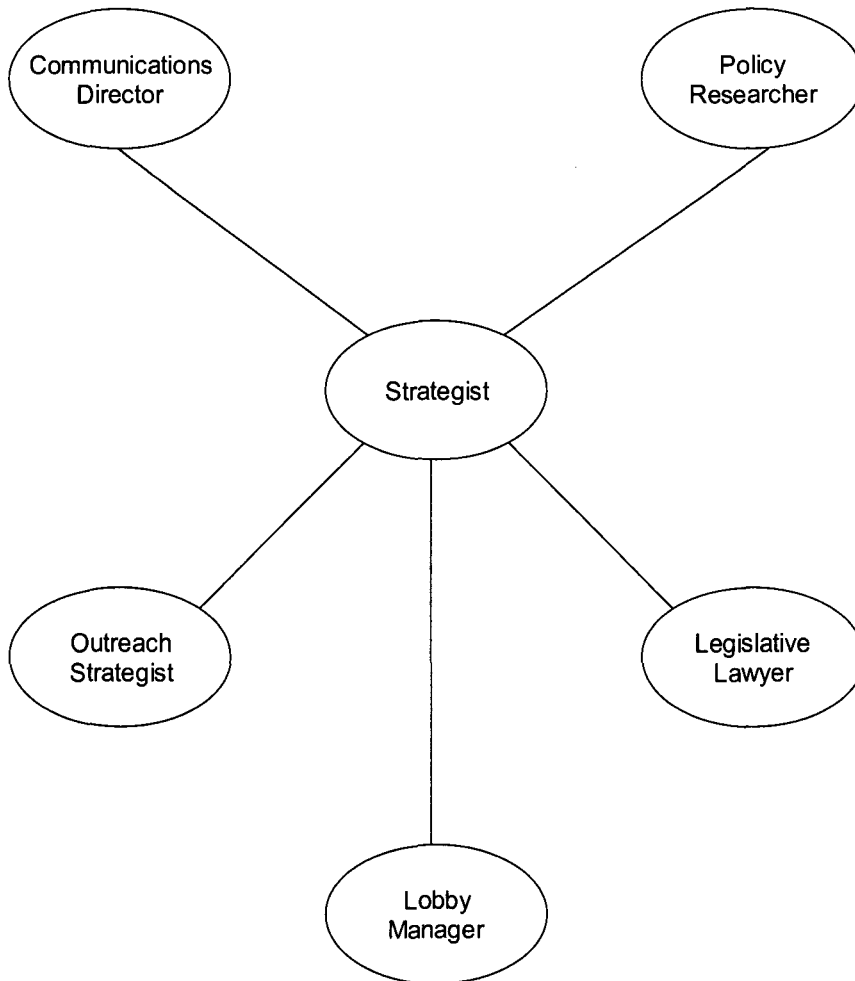 Communications
Director
Policy
Researcher
Strategist
Outreach
Strategist
Legislative
Lawyer
Lobby
Manager